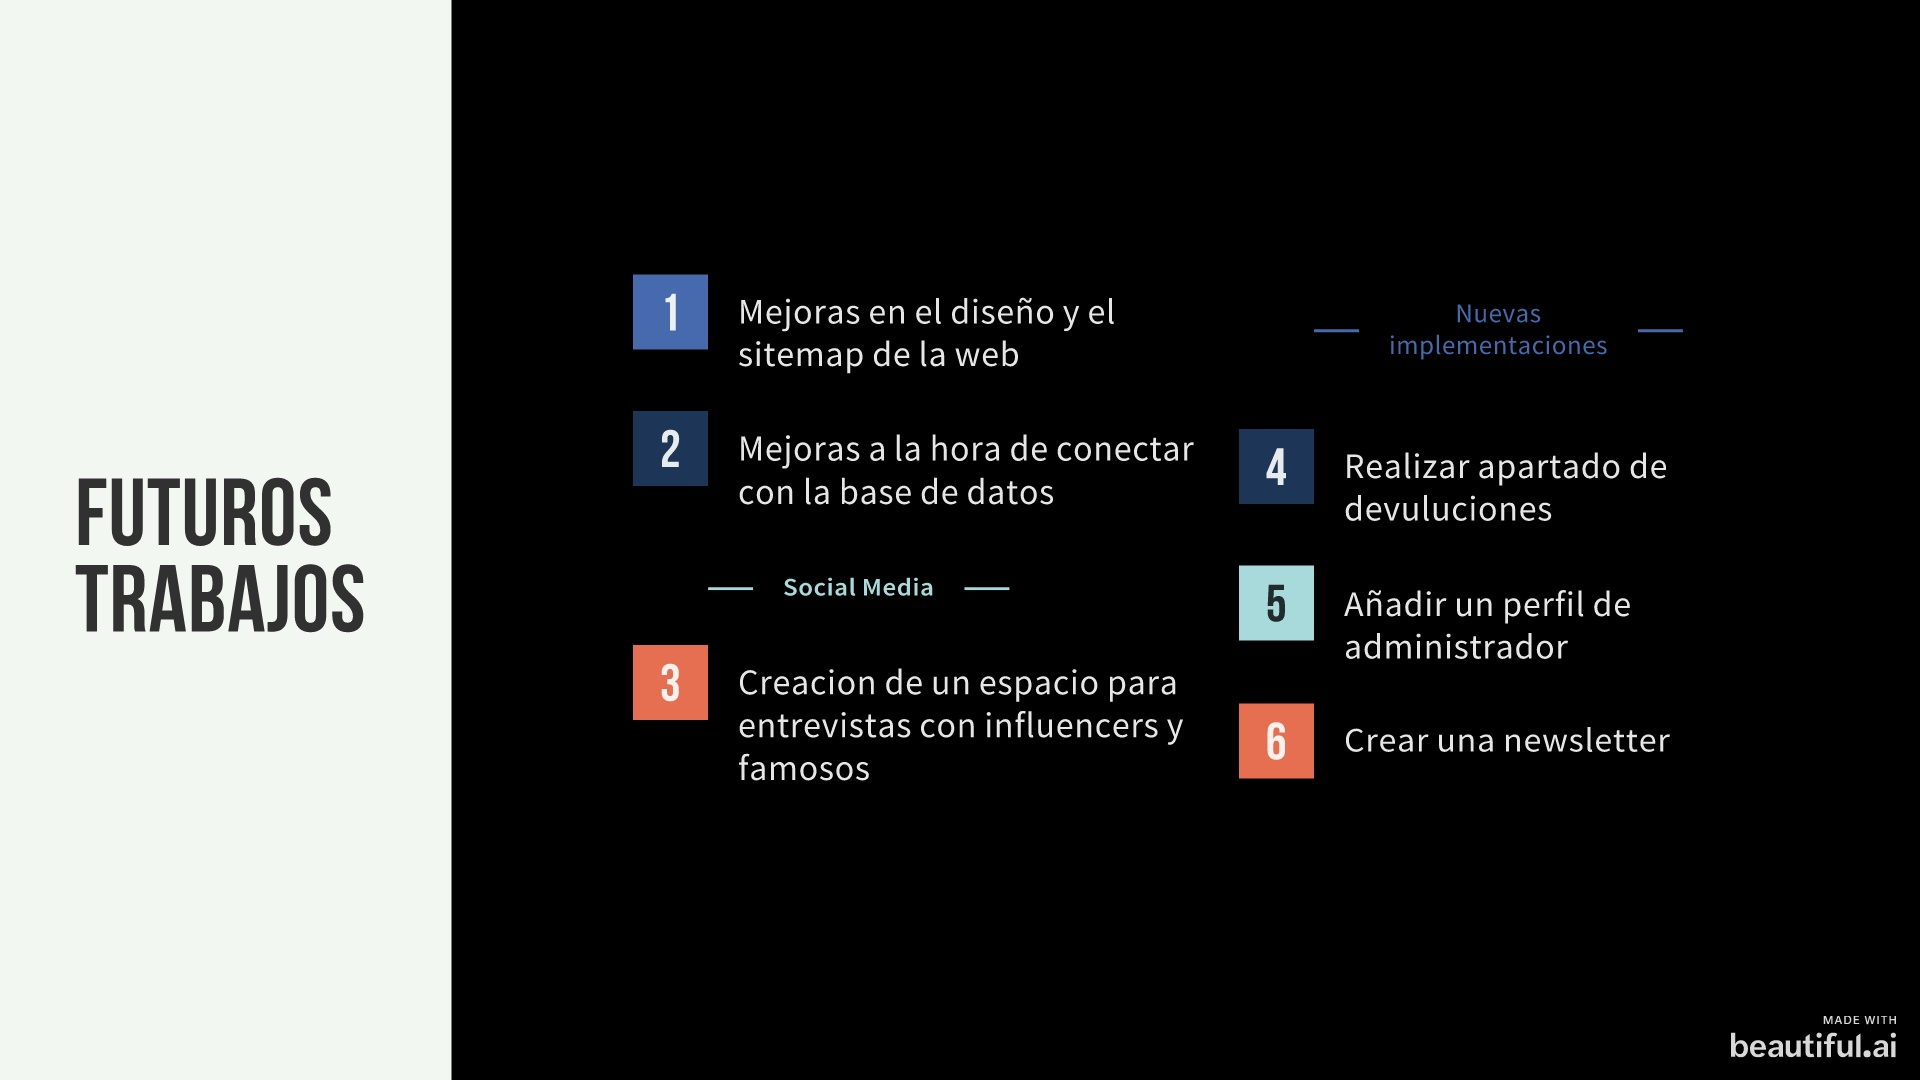 FUTUROS
TRABAJOS
1
Mejoras en el diseño y el
sitemap de la web
2
Mejoras a la hora de conectar
con la base de datos
Social Media
3
Creacion de un espacio para
entrevistas con influencers y
famosos
Nuevas
implementaciones
4
Realizar apartado de
devuluciones
5
Añadir un perfil de
administrador
6
Crear una newsletter
MADE WITH
beautiful.ai